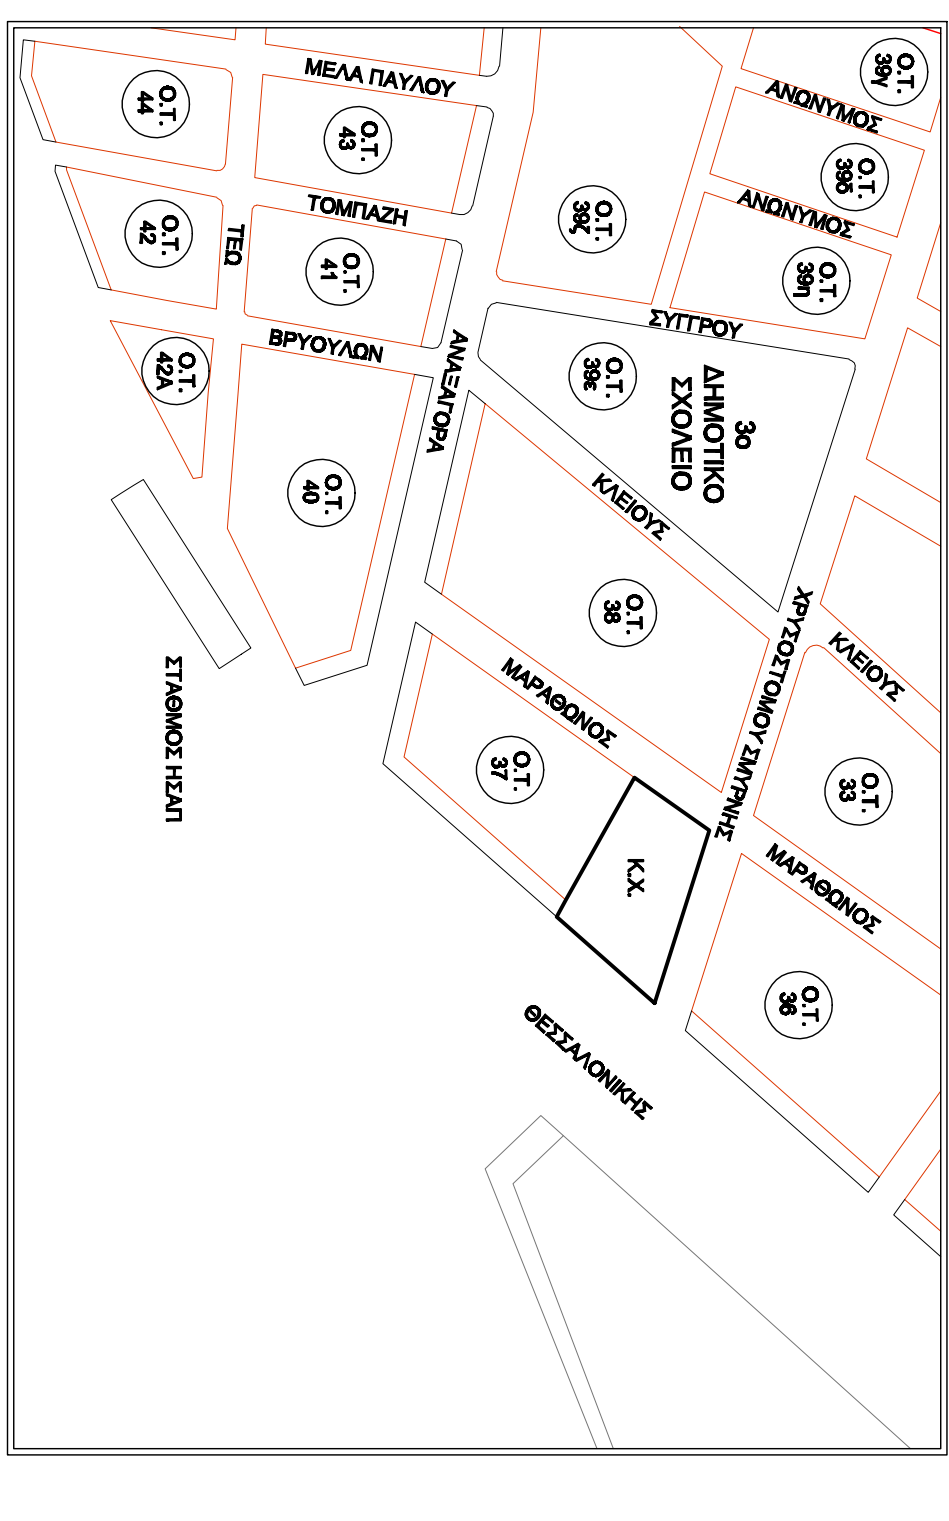 Ο.Τ.
39γ
ΑΝΩΝΥΜΟΣ
Ο.Τ.
39δ
ΑΝΩΝΥΜΟΣ
Ο.Τ.
39η
ΣΥΓΓΡΟΥ
Ο.Τ.
39ζ
ΜΕΛΑ ΠΑΥΛΟΥ
Ο.Τ.
44
Ο.Τ.
43
ΤΟΜΠΑΖΗ
Ο.Τ.
42
ΤΕΩ
Ο.Τ.
41
ΒΡΥΟΥΛΩΝ
Ο.Τ.
42Α
ΑΝΑΞΑΓΟΡΑ
Ο.Τ.
39ε
3ο
ΔΗΜΟΤΙΚΟ
ΣΧΟΛΕΙΟ
Ο.Τ.
40
ΚΛΕΙΟΥΣ
Ο.Τ.
38
ΧΡΥΣΟΣΤΟΜΟΥ ΣΜΥΡΝΗΣ
ΚΛΕΙΟΥΣ
ΜΑΡΑΘΩΝΟΣ
Ο.Τ.
37
Ο.Τ.
33
ΣΤΑΘΜΟΣ ΗΣΑΠ
Κ.Χ.
ΜΑΡΑΘΩΝΟΣ
Ο.Τ.
36
ΘΕΣΣΑΛΟΝΙΚΗΣ